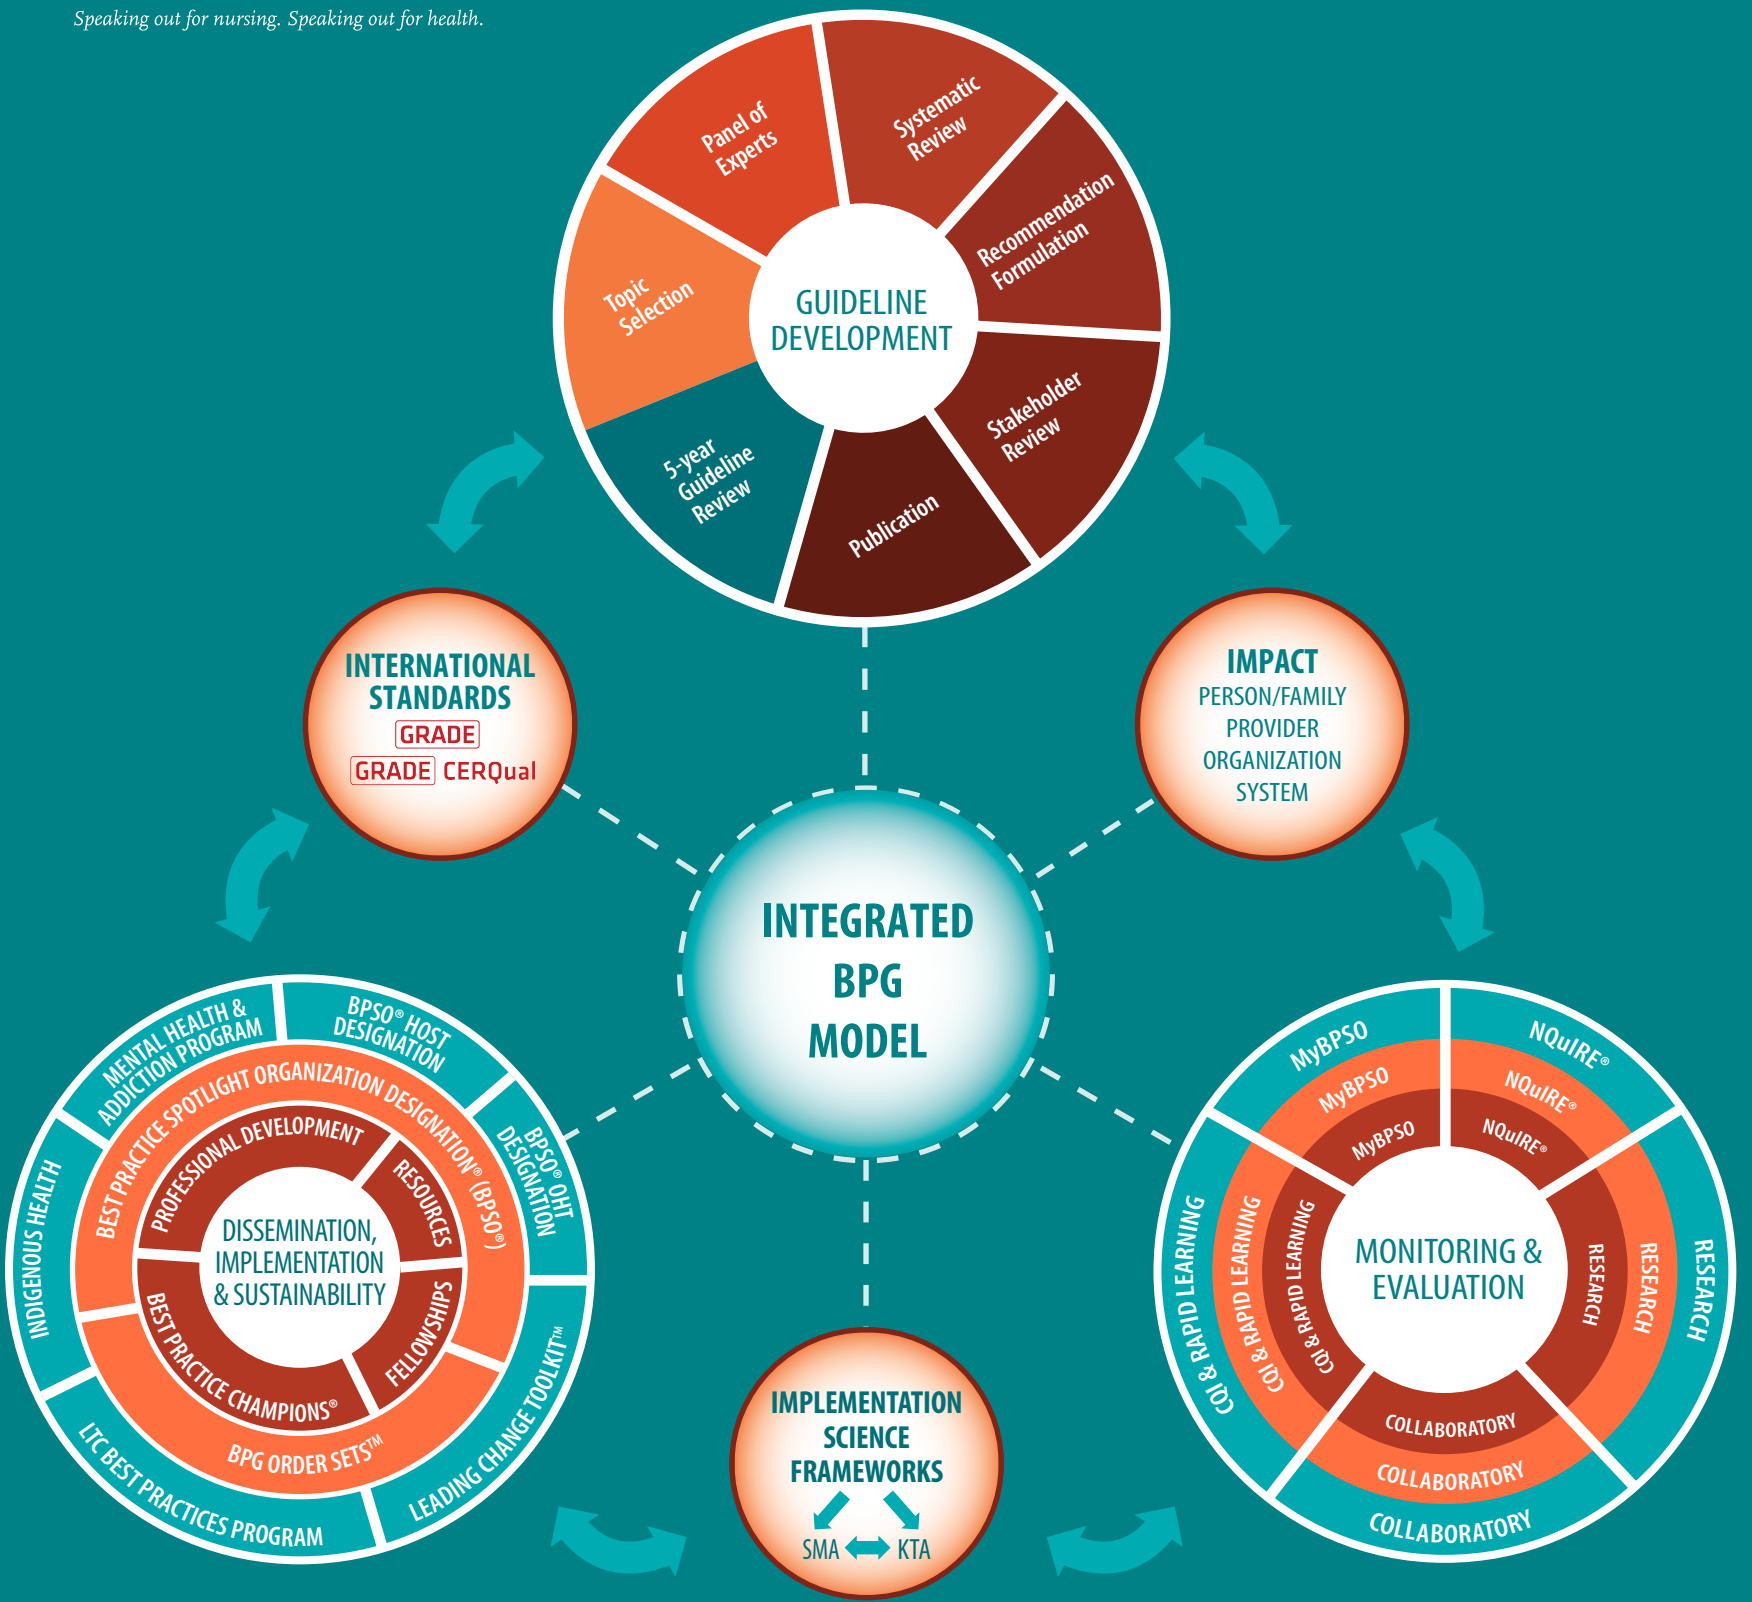 Speaking out for nursing. Speaking out for health.
Panel of
Experts
Systematic
Review
Recommendation
Formulation
Topic
Selection
GUIDELINE
DEVELOPMENT
Stakeholder
Review
5-year
Guideline
Review
Publication
INTERNATIONAL
STANDARDS
GRADE
GRADE CERQual
IMPACT
PERSON/FAMILY
PROVIDER
ORGANIZATION
SYSTEM
INTEGRATED
BPG
MODEL
MENTAL HEALTH &
ADDICTION PROGRAM
BPSO® HOST
DESIGNATION
BPSO® OHT
DESIGNATION
INDIGENOUS HEALTH
LTC BEST PRACTICES PROGRAM
LEADING CHANGE TOOLKIT™
BEST PRACTICE SPOTLIGHT ORGANIZATION DESIGNATION® (BPSO®)
BPG ORDER SETS™
PROFESSIONAL DEVELOPMENT
RESOURCES
FELLOWSHIPS
BEST PRACTICE CHAMPIONS®
DISSEMINATION,
IMPLEMENTATION
& SUSTAINABILITY
IMPLEMENTATION
SCIENCE
FRAMEWORKS
SMA
KTA
MyBPSO
MyBPSO
MyBPSO
NQuIRE®
NQuIRE®
NQuIRE®
CQI & RAPID LEARNING
CQI & RAPID LEARNING
CQI & RAPID LEARNING
MONITORING &
EVALUATION
RESEARCH
RESEARCH
RESEARCH
COLLABORATORY
COLLABORATORY
COLLABORATORY